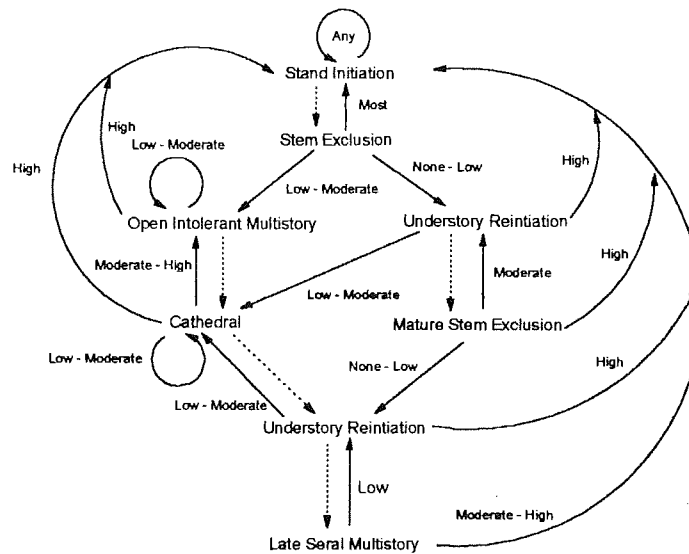 Any
Stand Initiation
Most
High
Stem Exclusion
Low - Moderate
None - Low
High
High
Low - Moderate
Open Intolerant Multistory
Understory Reintiation
Moderate - High
Moderate
High
Low - Moderate
Cathedral
Mature Stem Exclusion
Low - Moderate
None - Low
High
Low - Moderate
Understory Reintiation
Low
Moderate - High
Late Seral Multistory